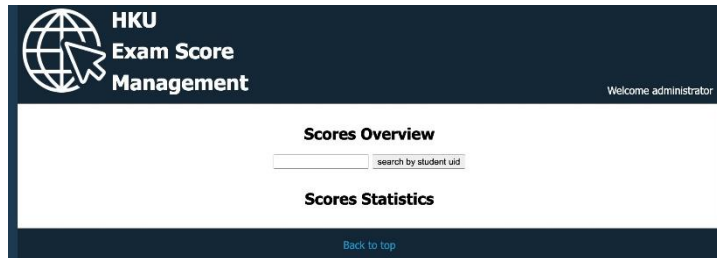 HKU
Exam Score
Management
Welcome administrator
Scores Overview
search by student uid
Scores Statistics
Back to top